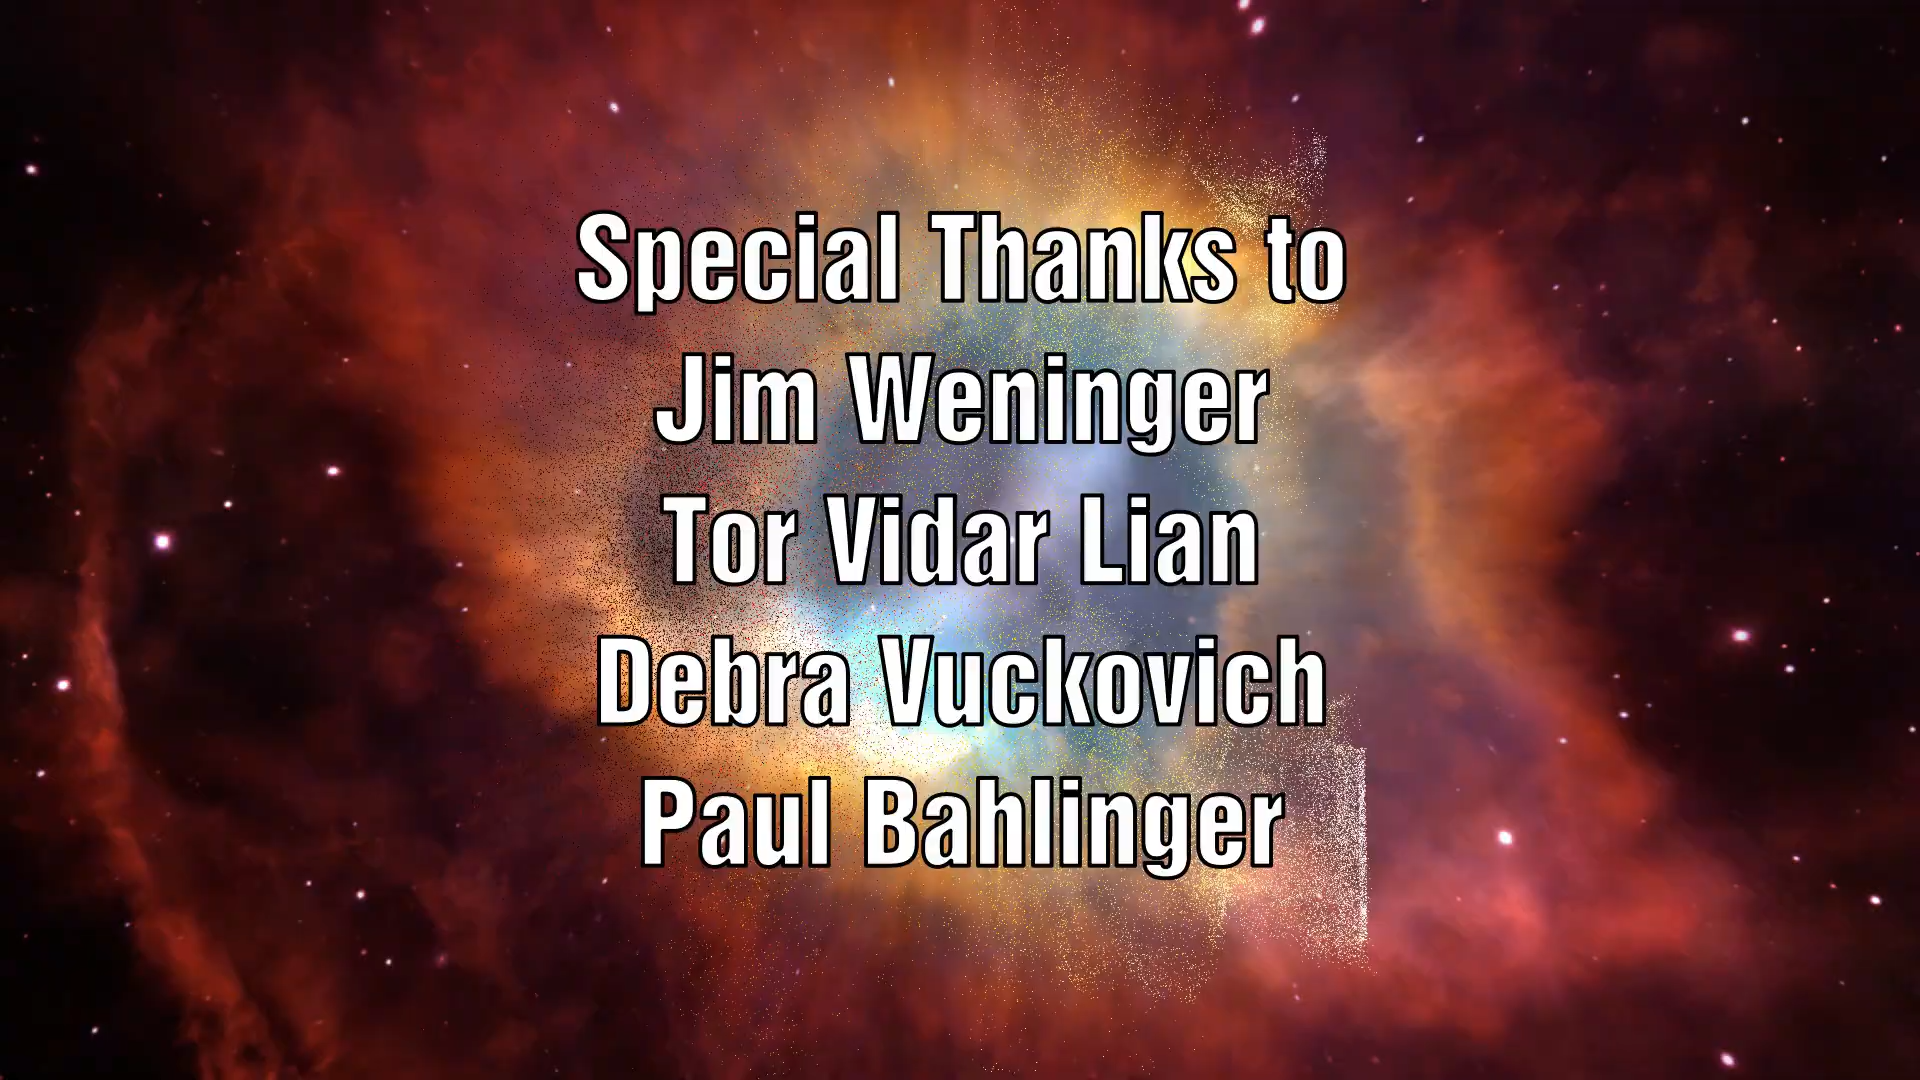 Special Thanks to
Jim Weninger
Tor Vidar Lian
Debra Vuckovich
Paul Bahlinger